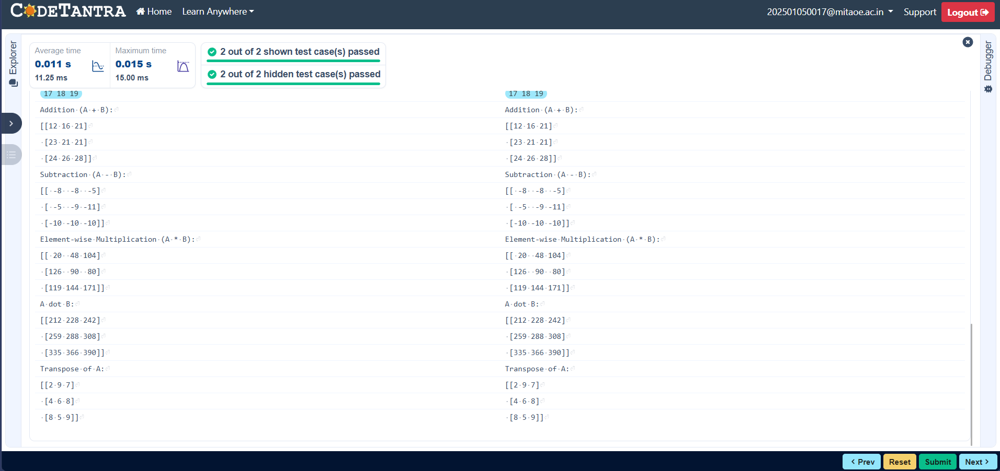 CODETANTRA Home Learn Anywhere 202501050017@mitaoe.ac.in Support Logout
Explorer
Average time
0.011 s
11.25 ms
Maximum time
0.015 s
15.00 ms
2 out of 2 shown test case(s) passed
2 out of 2 hidden test case(s) passed
Debugger
17 18 19
Addition·(A·+·B):
[[12·16·21]
·[23·21·21]
·[24·26·28]]
Subtraction·(A·-·B):
[[·-8··-8··-5]
·[·-5··-9·-11]
·[-10·-10·-10]]
Element-wise·Multiplication·(A·*·B):
[[·20··48·104]
·[126··90··80]
·[119·144·171]]
A·dot·B:
[[212·228·242]
·[259·288·308]
·[335·366·390]]
Transpose·of·A:
[[2·9·7]
·[4·6·8]
·[8·5·9]]
17 18 19
Addition·(A·+·B):
[[12·16·21]
·[23·21·21]
·[24·26·28]]
Subtraction·(A·-·B):
[[·-8··-8··-5]
·[·-5··-9·-11]
·[-10·-10·-10]]
Element-wise·Multiplication·(A·*·B):
[[·20··48·104]
·[126··90··80]
·[119·144·171]]
A·dot·B:
[[212·228·242]
·[259·288·308]
·[335·366·390]]
Transpose·of·A:
[[2·9·7]
·[4·6·8]
·[8·5·9]]
Prev Reset Submit Next